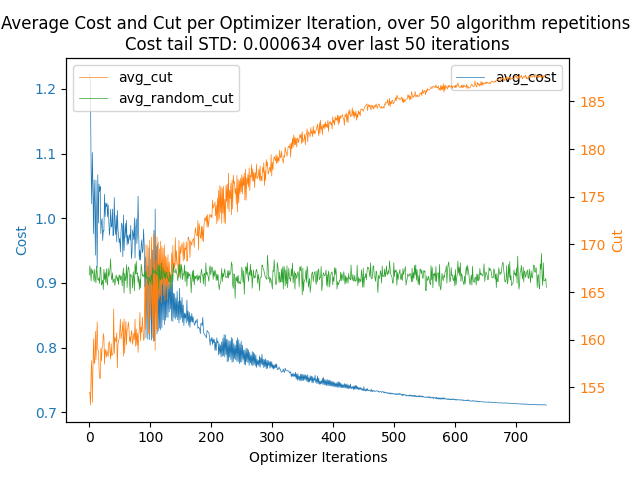 Average Cost and Cut per Optimizer Iteration, over 50 algorithm repetitions
Cost tail STD: 0.000634 over last 50 iterations
avg_cut
avg_random_cut
avg_cost
1.2
1.1
1.0
0.9
0.8
0.7
Cost
185
180
175
170
165
160
155
Cut
0 100 200 300 400 500 600 700
Optimizer Iterations